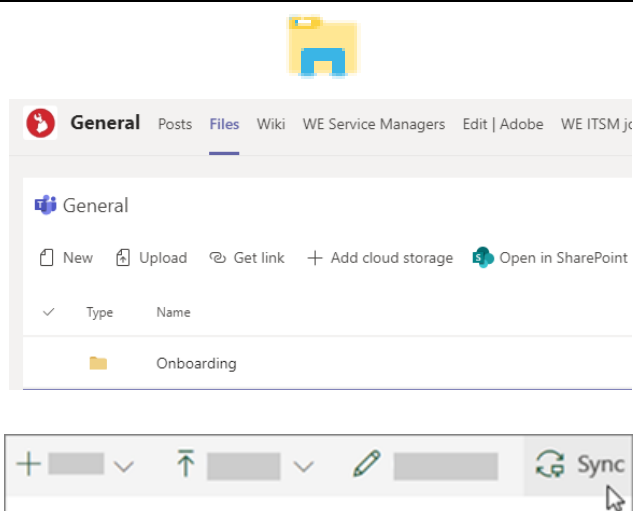 General Posts Files Wiki WE Service Managers Edit | Adobe WE ITSM
General
New Upload Get link + Add cloud storage Open in SharePoint
Type Name
Onboarding
Sync